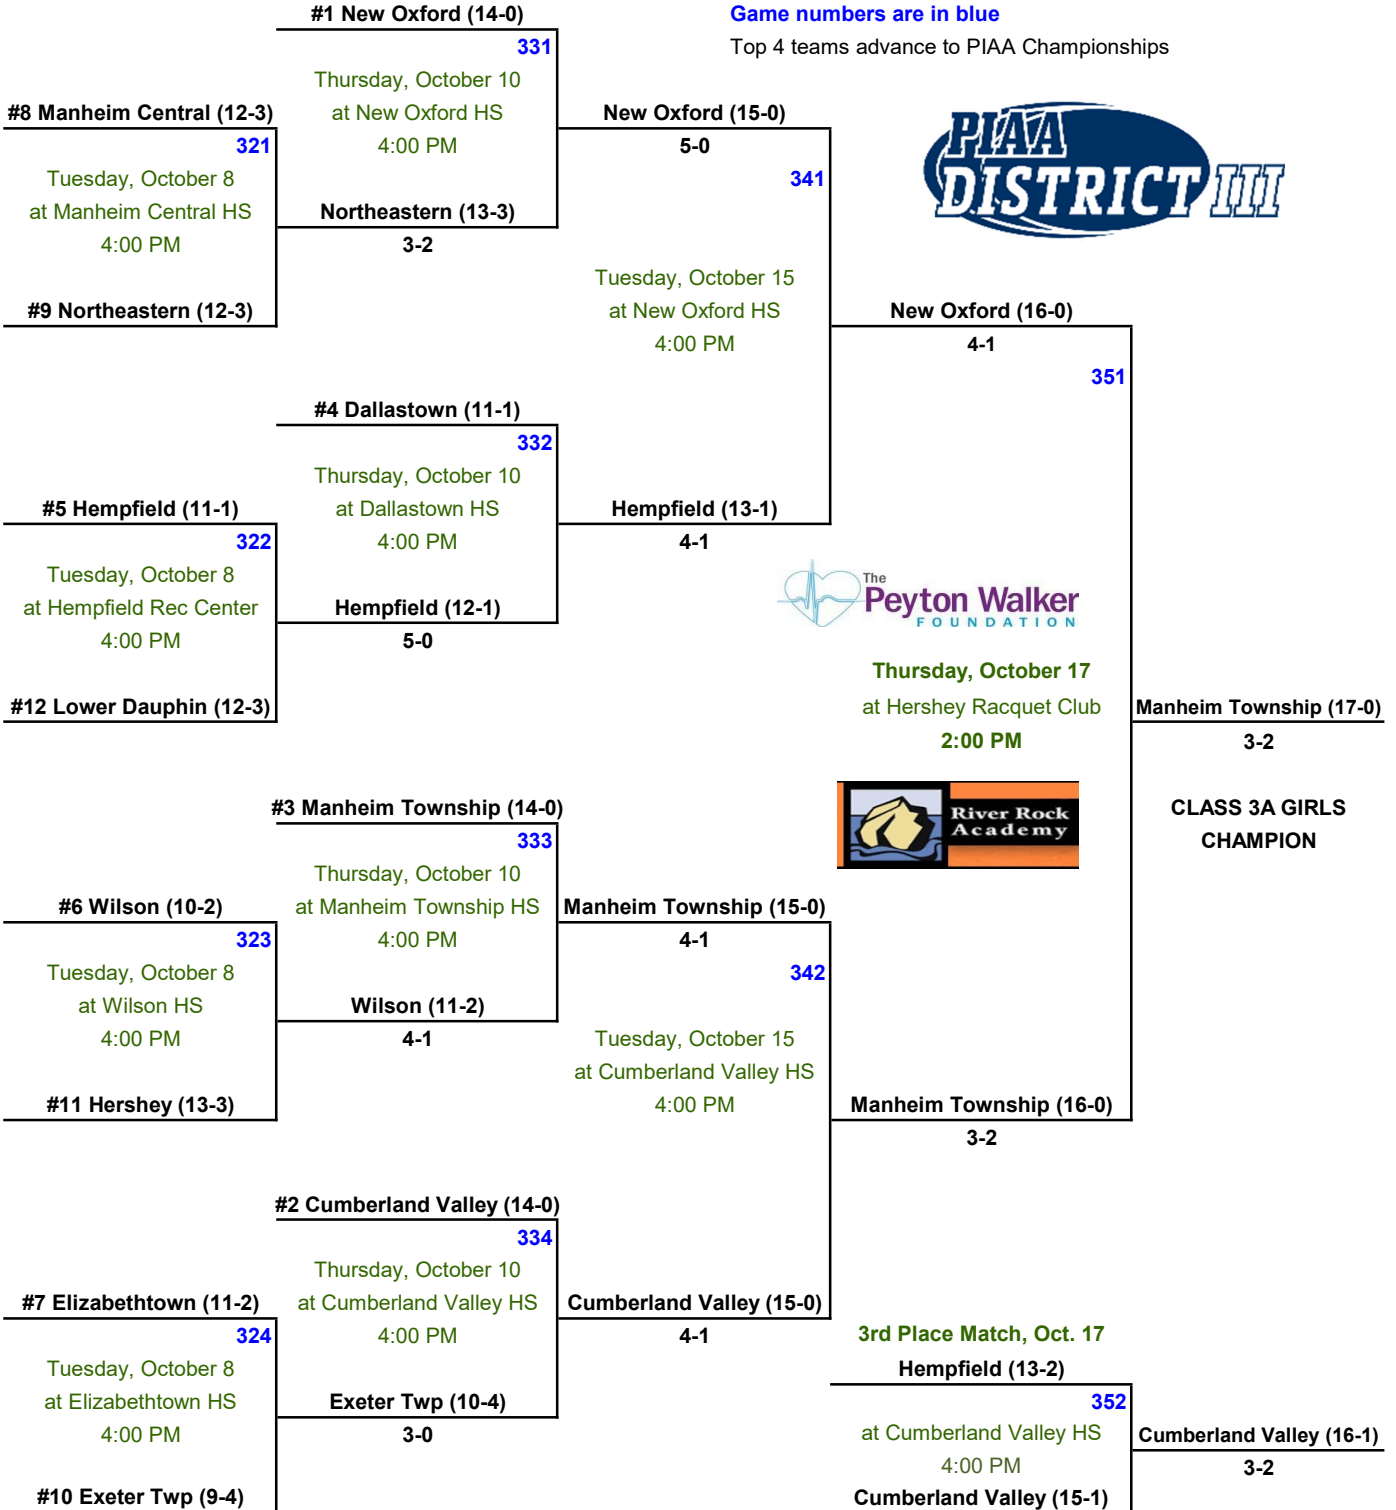 #1 New Oxford (14-0)
Game numbers are in blue
331
Top 4 teams advance to PIAA Championships
Thursday, October 10
at New Oxford HS
4:00 PM
#8 Manheim Central (12-3)
321
Tuesday, October 8
at Manheim Central HS
4:00 PM
Northeastern (13-3)
3-2
#9 Northeastern (12-3)
New Oxford (15-0)
5-0
341
Tuesday, October 15
at New Oxford HS
4:00 PM
PIAA
DISTRICT III
New Oxford (16-0)
4-1
351
#4 Dallastown (11-1)
332
Thursday, October 10
at Dallastown HS
4:00 PM
#5 Hempfield (11-1)
322
Tuesday, October 8
at Hempfield Rec Center
4:00 PM
Hempfield (12-1)
5-0
#12 Lower Dauphin (12-3)
Hempfield (13-1)
4-1
The
Peyton Walker
FOUNDATION
Thursday, October 17
at Hershey Racquet Club
2:00 PM
Manheim Township (17-0)
3-2
CLASS 3A GIRLS
CHAMPION
River Rock
Academy
#3 Manheim Township (14-0)
333
Thursday, October 10
at Manheim Township HS
4:00 PM
#6 Wilson (10-2)
323
Tuesday, October 8
at Wilson HS
4:00 PM
Wilson (11-2)
4-1
#11 Hershey (13-3)
Manheim Township (15-0)
4-1
342
Tuesday, October 15
at Cumberland Valley HS
4:00 PM
Manheim Township (16-0)
3-2
#2 Cumberland Valley (14-0)
334
Thursday, October 10
at Cumberland Valley HS
4:00 PM
#7 Elizabethtown (11-2)
324
Tuesday, October 8
at Elizabethtown HS
4:00 PM
Exeter Twp (10-4)
3-0
#10 Exeter Twp (9-4)
Cumberland Valley (15-0)
4-1
3rd Place Match, Oct. 17
Hempfield (13-2)
352
at Cumberland Valley HS
4:00 PM
Cumberland Valley (15-1)
Cumberland Valley (16-1)
3-2